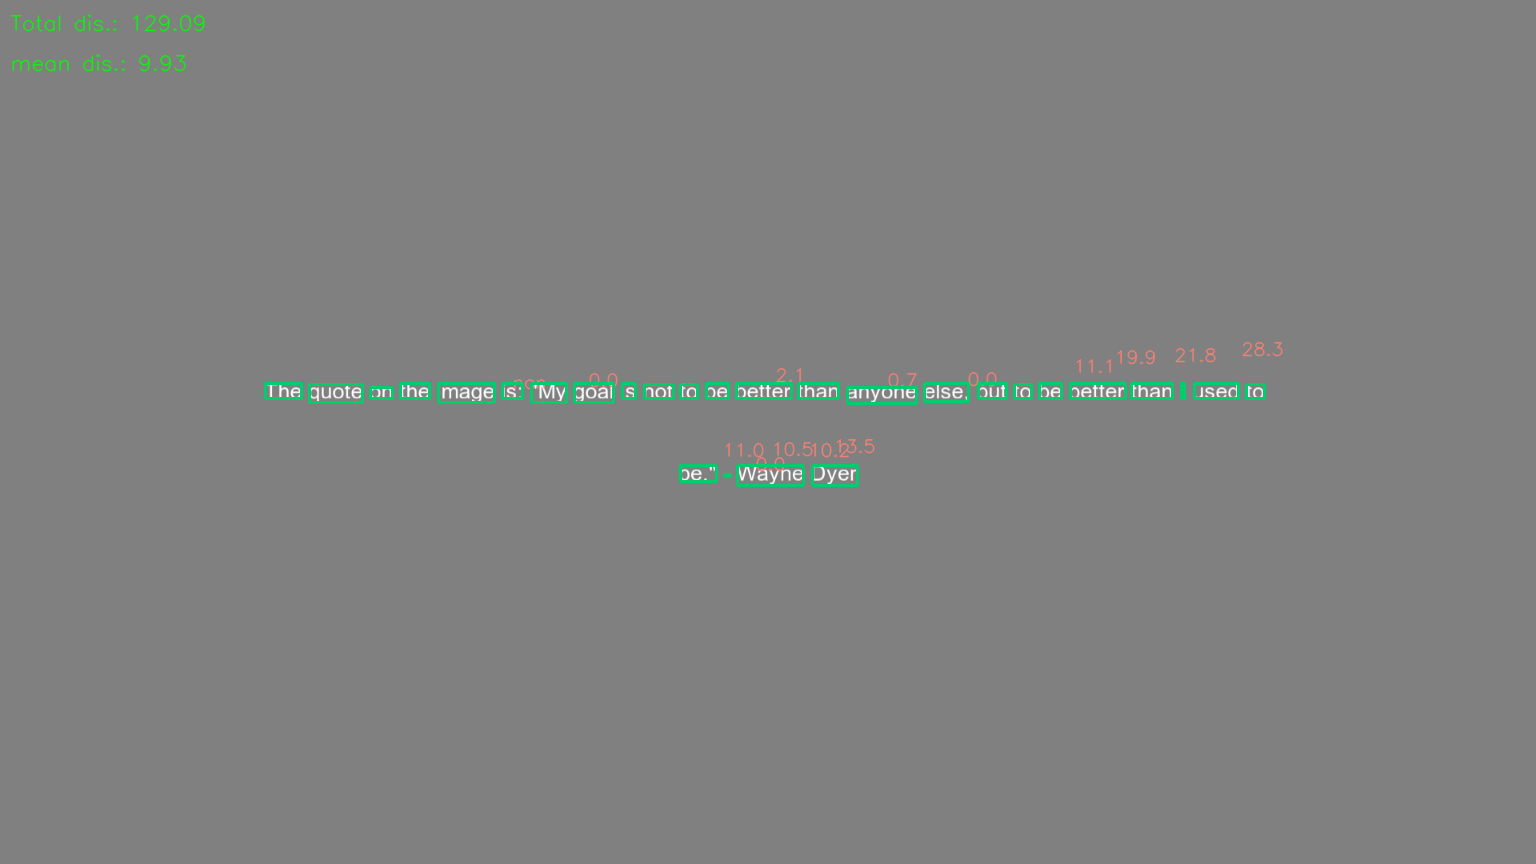 Total dis.: 129.09
mean dis.: 9.93
2.1 0.0 0.7 0.0 11.1 19.9 21.8 28.3
The quote on the image is: "My goal is not to be better than anyone else, but to be better than I used to
11.0 10.5 10.2 13.5
0.0
be." - Wayne Dyer